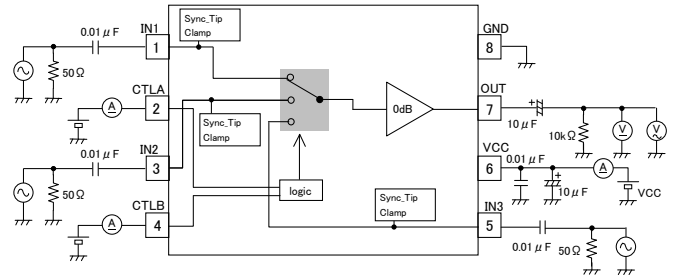 Sync_Tip
Clamp
0.01μF
IN1
1
50Ω
CTLA
A
2
Sync_Tip
Clamp
0.01μF
IN2
3
50Ω
CTLB
A
4
logic
0dB
GND
8
OUT
7
+
10μF
10kΩ
V
V
VCC
6
0.01μF
+
10μF
A
VCC
Sync_Tip
Clamp
IN3
5
0.01μF
50Ω